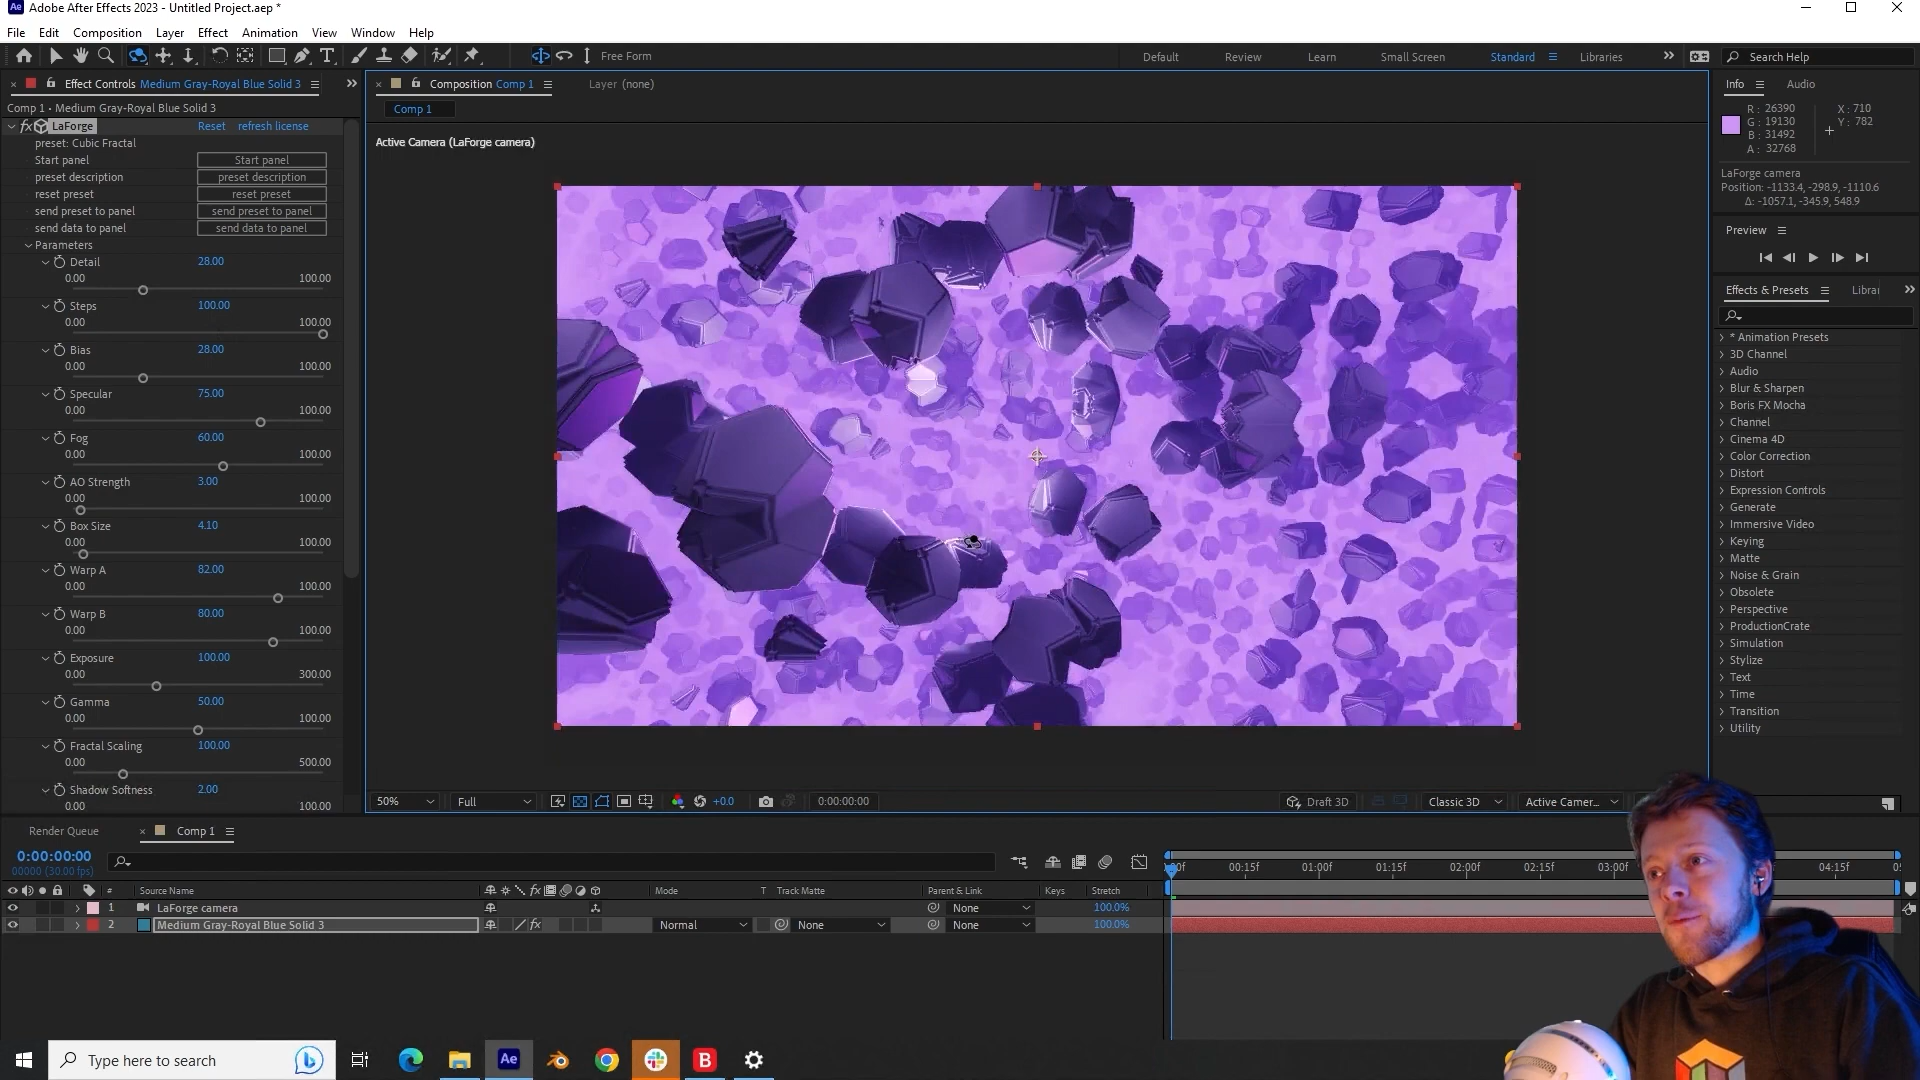 Ae Adobe After Effects 2023 - Untitled Project.aep *
File Edit Composition Layer Effect Animation View Window Help
Free Form
Default Review Learn Small Screen Standard Libraries
Search Help
Effect Controls Medium Gray-Royal Blue Solid 3
Comp 1 • Medium Gray-Royal Blue Solid 3
fx LaForge Reset refresh license
preset: Cubic Fractal
Start panel Start panel
preset description preset description
reset preset reset preset
send preset to panel send preset to panel
send data to panel send data to panel
Parameters
Detail 28.00
0.00 100.00
Steps 100.00
0.00 100.00
Bias 28.00
0.00 100.00
Specular 75.00
0.00 100.00
Fog 60.00
0.00 100.00
AO Strength 3.00
0.00 100.00
Box Size 4.10
0.00 100.00
Warp A 82.00
0.00 100.00
Warp B 80.00
0.00 100.00
Exposure 100.00
0.00 300.00
Gamma 50.00
0.00 100.00
Fractal Scaling 100.00
0.00 500.00
Shadow Softness 2.00
0.00 100.00
Composition Comp 1
Layer (none)
Comp 1
Active Camera (LaForge camera)
50% Full +0.0 0:00:00:00 Draft 3D Classic 3D Active Camer...
Info Audio
R : 26390 X : 710
G : 19130 Y : 782
B : 31492
A : 32768
LaForge camera
Position: -1133.4, -298.9, -1110.6
Δ: -1057.1, -345.9, 548.9
Preview
Effects & Presets Librar
* Animation Presets
3D Channel
Audio
Blur & Sharpen
Boris FX Mocha
Channel
Cinema 4D
Color Correction
Distort
Expression Controls
Generate
Immersive Video
Keying
Matte
Noise & Grain
Obsolete
Perspective
ProductionCrate
Simulation
Stylize
Text
Time
Transition
Utility
Render Queue Comp 1
0:00:00:00
00000 (30.00 fps)
# Source Name fx Mode T Track Matte Parent & Link Keys Stretch
1 LaForge camera None 100.0%
2 Medium Gray-Royal Blue Solid 3 fx Normal None None 100.0%
:00f 00:15f 01:00f 01:15f 02:00f 02:15f 03:00f 04:15f 05
Type here to search
Ae
B